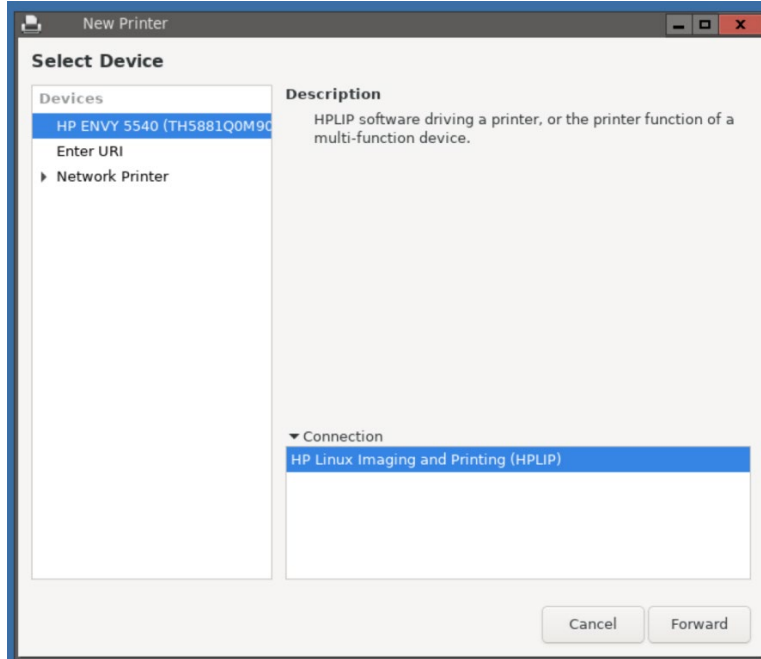 New Printer
Select Device
Devices
HP ENVY 5540 (TH5881Q0M90
Enter URI
Network Printer
Description
HPLIP software driving a printer, or the printer function of a
multi-function device.
Connection
HP Linux Imaging and Printing (HPLIP)
Cancel
Forward